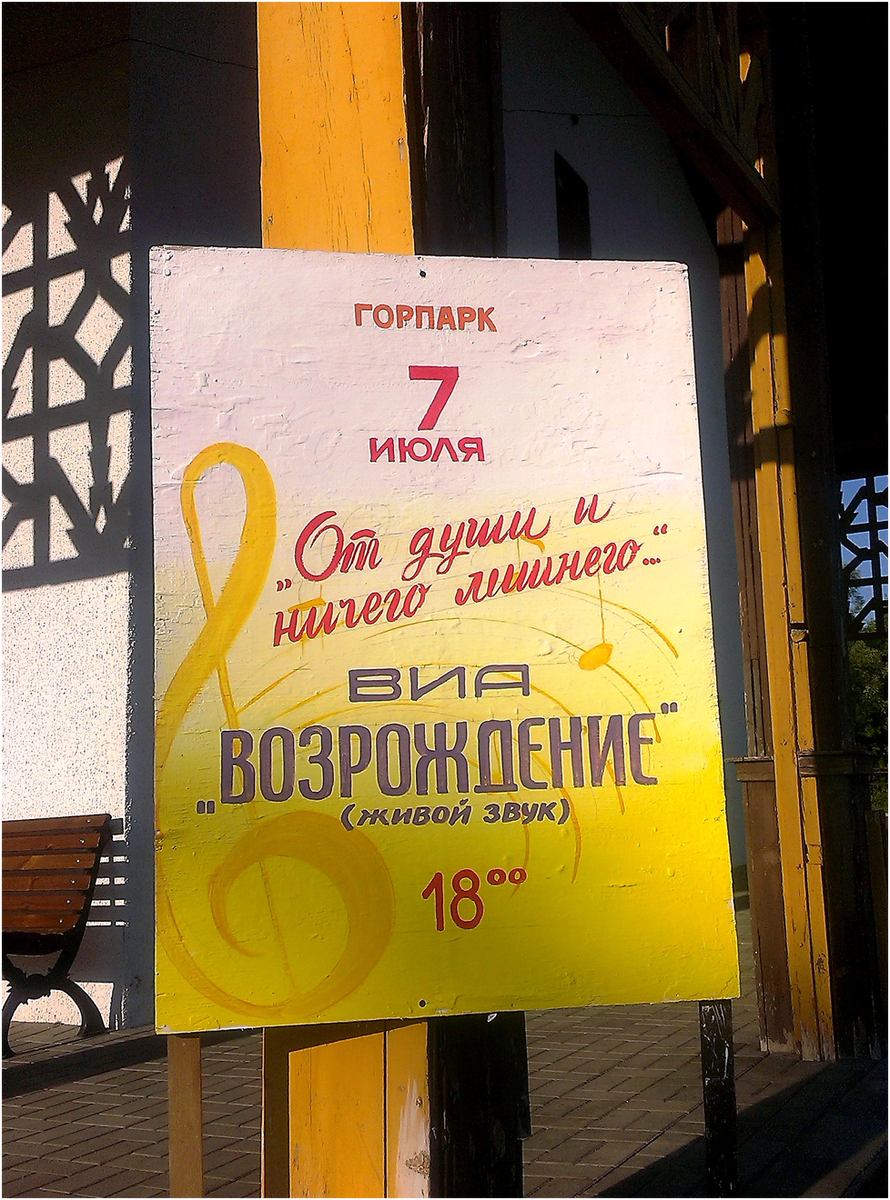 ГОРПАРК
7
ИЮЛЯ
„От души и
ничего лишнего..."
ВИА
„ВОЗРОЖДЕНИЕ"
(ЖИВОЙ ЗВУК)
18⁰⁰